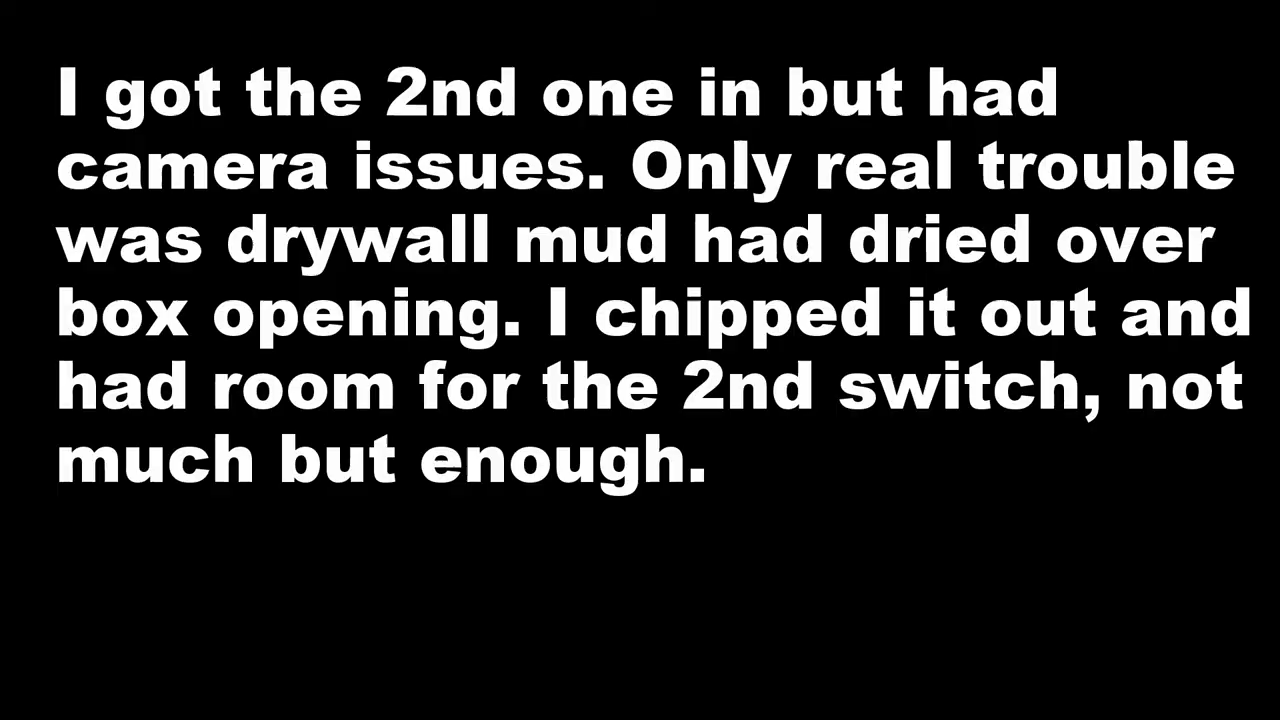 I got the 2nd one in but had
camera issues. Only real trouble
was drywall mud had dried over
box opening. I chipped it out and
had room for the 2nd switch, not
much but enough.